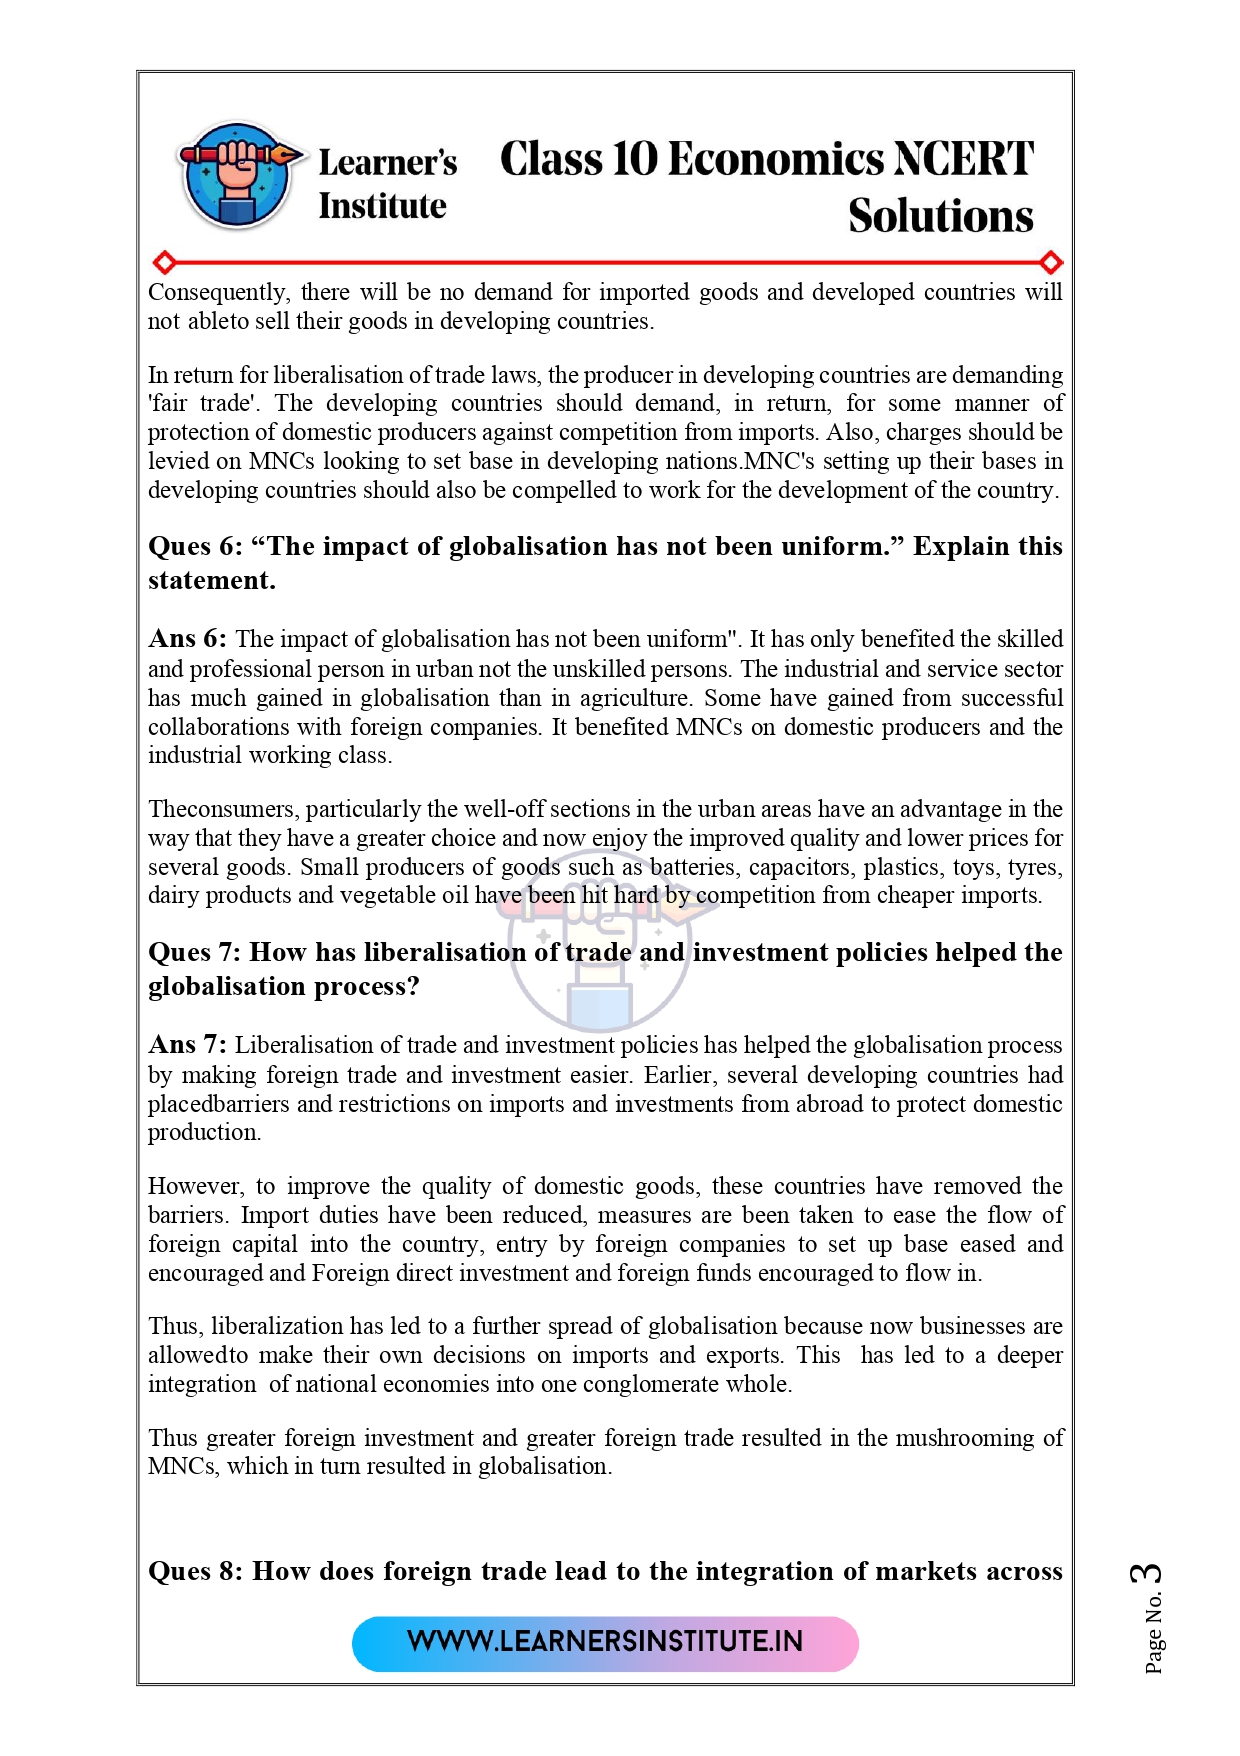 Learner's
Institute
Class 10 Economics NCERT
Solutions
Consequently, there will be no demand for imported goods and developed countries will
not ableto sell their goods in developing countries.
In return for liberalisation of trade laws, the producer in developing countries are demanding
'fair trade'. The developing countries should demand, in return, for some manner of
protection of domestic producers against competition from imports. Also, charges should be
levied on MNCs looking to set base in developing nations.MNC's setting up their bases in
developing countries should also be compelled to work for the development of the country.
Ques 6: “The impact of globalisation has not been uniform.” Explain this
statement.
Ans 6: The impact of globalisation has not been uniform". It has only benefited the skilled
and professional person in urban not the unskilled persons. The industrial and service sector
has much gained in globalisation than in agriculture. Some have gained from successful
collaborations with foreign companies. It benefited MNCs on domestic producers and the
industrial working class.
Theconsumers, particularly the well-off sections in the urban areas have an advantage in the
way that they have a greater choice and now enjoy the improved quality and lower prices for
several goods. Small producers of goods such as batteries, capacitors, plastics, toys, tyres,
dairy products and vegetable oil have been hit hard by competition from cheaper imports.
Ques 7: How has liberalisation of trade and investment policies helped the
globalisation process?
Ans 7: Liberalisation of trade and investment policies has helped the globalisation process
by making foreign trade and investment easier. Earlier, several developing countries had
placedbarriers and restrictions on imports and investments from abroad to protect domestic
production.
However, to improve the quality of domestic goods, these countries have removed the
barriers. Import duties have been reduced, measures are been taken to ease the flow of
foreign capital into the country, entry by foreign companies to set up base eased and
encouraged and Foreign direct investment and foreign funds encouraged to flow in.
Thus, liberalization has led to a further spread of globalisation because now businesses are
allowedto make their own decisions on imports and exports. This has led to a deeper
integration of national economies into one conglomerate whole.
Thus greater foreign investment and greater foreign trade resulted in the mushrooming of
MNCs, which in turn resulted in globalisation.
Ques 8: How does foreign trade lead to the integration of markets across
WWW.LEARNERSINSTITUTE.IN
Page No. 3